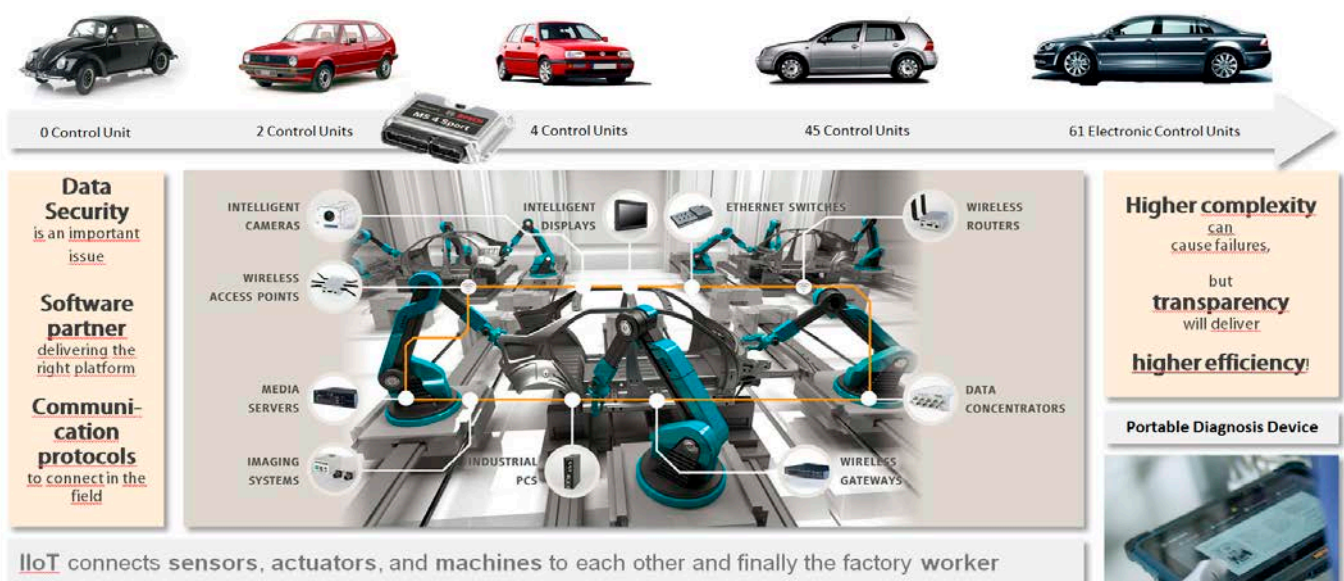 0 Control Unit
2 Control Units
BOSCH
MS 4 Sport
4 Control Units
45 Control Units
61 Electronic Control Units
Data
Security
is an important
issue
Software
partner
delivering the
right platform
Communi-
cation
protocols
to connect in the
field
INTELLIGENT
CAMERAS
WIRELESS
ACCESS POINTS
MEDIA
SERVERS
IMAGING
SYSTEMS
INTELLIGENT
DISPLAYS
INDUSTRIAL
PCS
ETHERNET SWITCHES
WIRELESS
ROUTERS
DATA
CONCENTRATORS
WIRELESS
GATEWAYS
Higher complexity
can
cause failures,
but
transparency
will deliver
higher efficiency!
Portable Diagnosis Device
IIoT connects sensors, actuators, and machines to each other and finally the factory worker